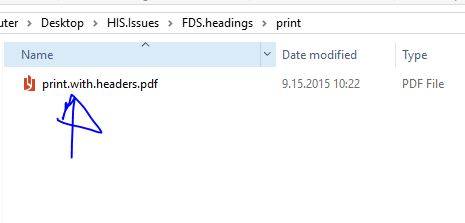 uter > Desktop > HIS.Issues > FDS.headings > print
Name Date modified Type
print.with.headers.pdf 9.15.2015 10:22 PDF File